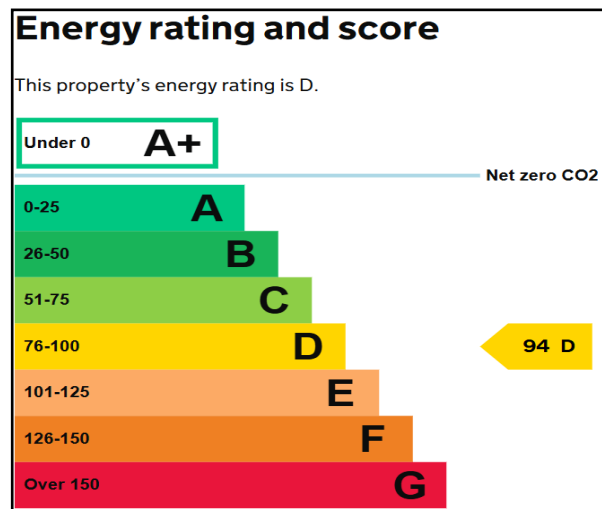 Energy rating and score
This property’s energy rating is D.
Under 0 A+
Net zero CO2
0-25 A
26-50 B
51-75 C
76-100 D 94 D
101-125 E
126-150 F
Over 150 G